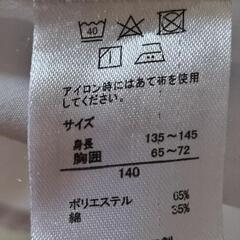 40
アイロン時にはあて布を使用
してください。
サイズ
身長 135～145
胸囲 65～72
140
ポリエステル 65%
綿 35%